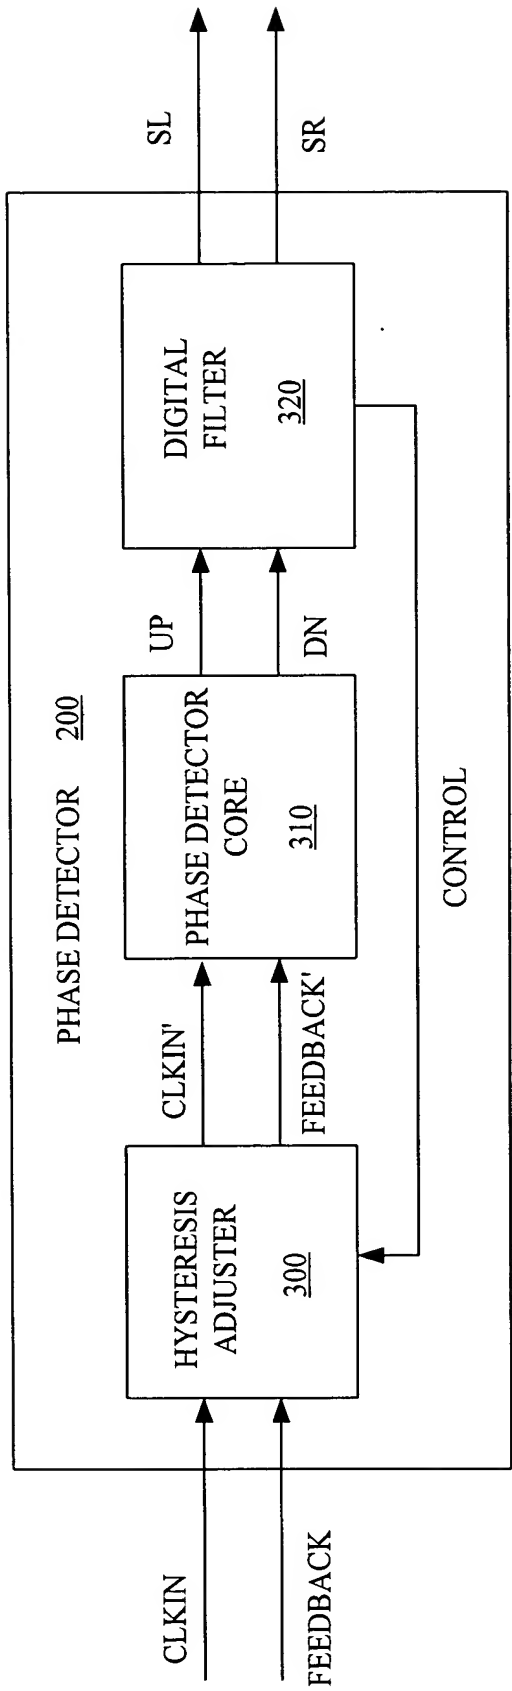 PHASE DETECTOR 200
CLKIN
FEEDBACK
HYSTERESIS
ADJUSTER
300
CLKIN'
FEEDBACK'
PHASE DETECTOR
CORE
310
UP
DN
DIGITAL
FILTER
320
SL
SR
CONTROL